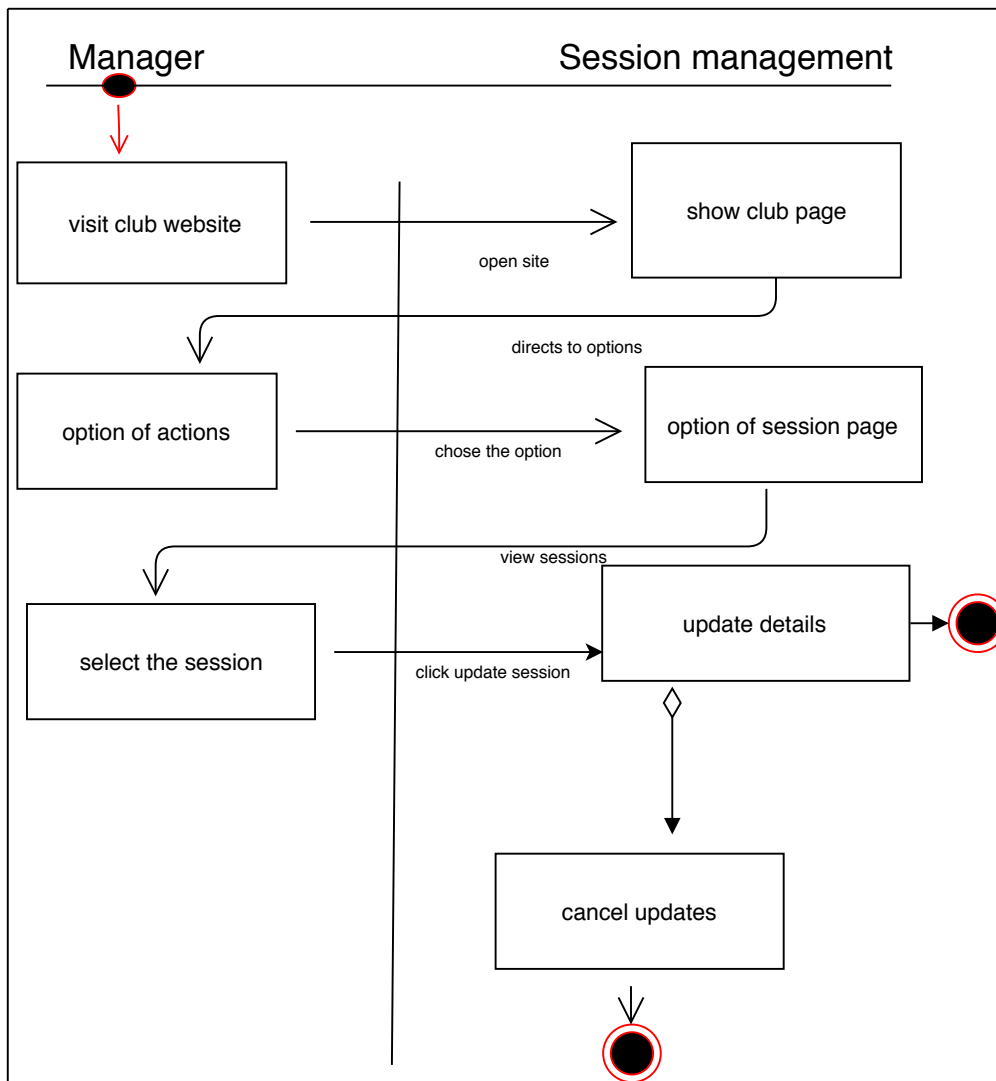 Manager
Session management
visit club website
show club page
open site
directs to options
option of actions
option of session page
chose the option
view sessions
select the session
update details
click update session
cancel updates